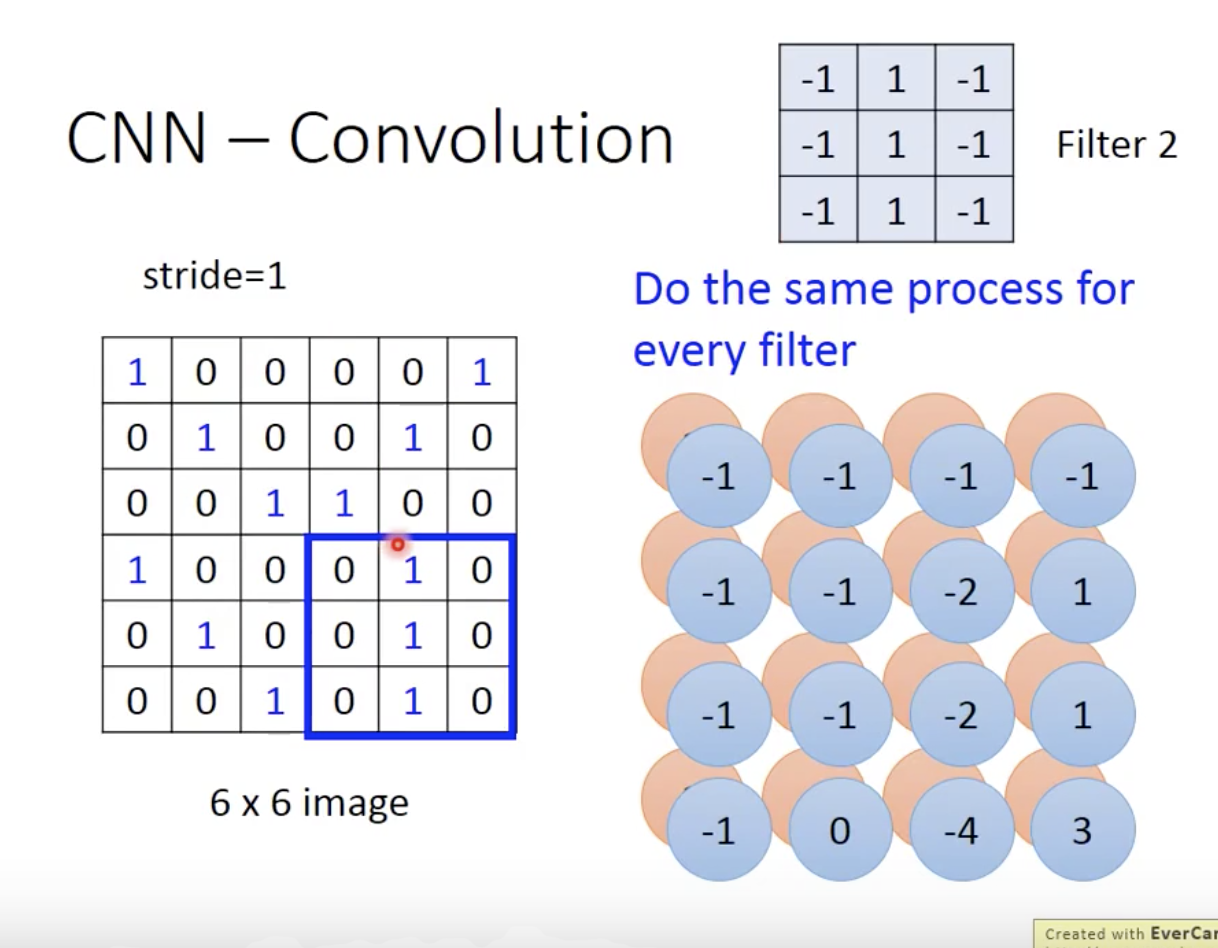 -1 1 -1
CNN – Convolution
-1 1 -1
Filter 2
-1 1 -1
stride=1
Do the same process for
every filter
1 0 0 0 0 1
0 1 0 0 1 0
0 0 1 1 0 0
1 0 0 0 1 0
0 1 0 0 1 0
0 0 1 0 1 0
6 x 6 image
-1 -1 -1 -1
-1 -1 -2 1
-1 -1 -2 1
-1 0 -4 3
Created with EverCa